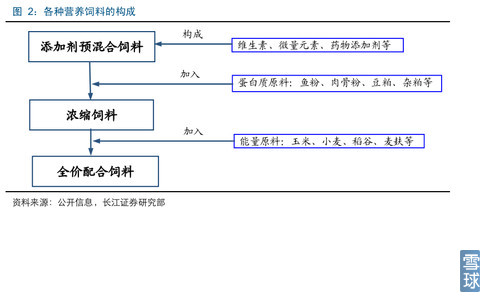 图 2：各种营养饲料的构成
添加剂预混合饲料
构成
维生素、微量元素、药物添加剂等
加入
蛋白质原料：鱼粉、肉骨粉、豆粕、杂粕等
浓缩饲料
加入
能量原料：玉米、小麦、稻谷、麦麸等
全价配合饲料
资料来源：公开信息，长江证券研究部
雪球